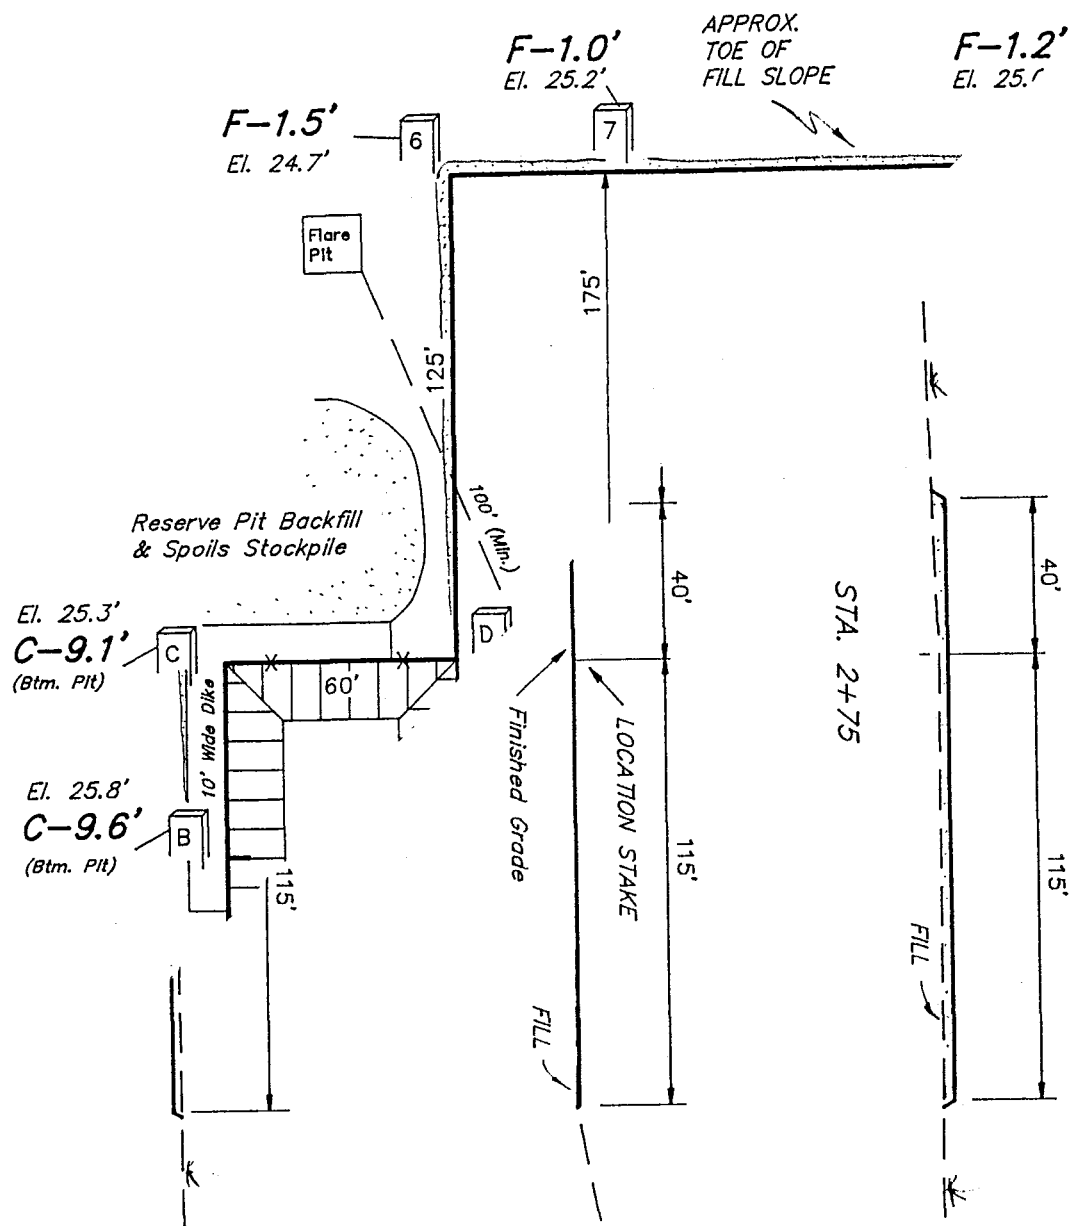 F-1.0'
El. 25.2'
APPROX.
TOE OF
FILL SLOPE
F-1.2'
El. 25.
F-1.5'
El. 24.7'
6
7
Flare
Pit
175'
125'
100' (Min.)
Reserve Pit Backfill
& Spoils Stockpile
40'
40'
El. 25.3'
C-9.1'
(Btm. Pit)
C
D
60'
10' Wide Dike
El. 25.8'
C-9.6'
(Btm. Pit)
B
115'
Finished Grade
LOCATION STAKE
115'
STA. 2+75
115'
FILL
FILL